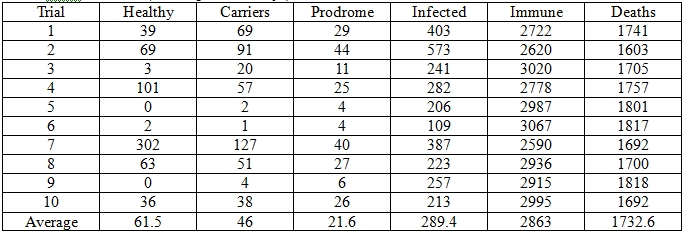 Trial Healthy Carriers Prodrome Infected Immune Deaths
1 39 69 29 403 2722 1741
2 69 91 44 573 2620 1603
3 3 20 11 241 3020 1705
4 101 57 25 282 2778 1757
5 0 2 4 206 2987 1801
6 2 1 4 109 3067 1817
7 302 127 40 387 2590 1692
8 63 51 27 223 2936 1700
9 0 4 6 257 2915 1818
10 36 38 26 213 2995 1692
Average 61.5 46 21.6 289.4 2863 1732.6